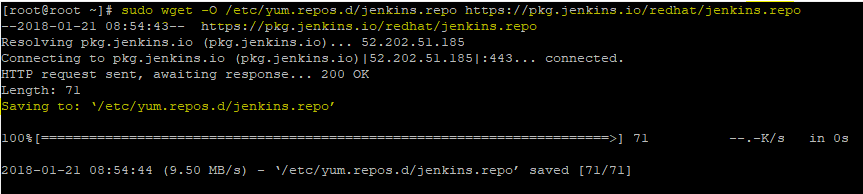 [root@root ~]# sudo wget -O /etc/yum.repos.d/jenkins.repo https://pkg.jenkins.io/redhat/jenkins.repo
--2018-01-21 08:54:43--  https://pkg.jenkins.io/redhat/jenkins.repo
Resolving pkg.jenkins.io (pkg.jenkins.io)... 52.202.51.185
Connecting to pkg.jenkins.io (pkg.jenkins.io)|52.202.51.185|:443... connected.
HTTP request sent, awaiting response... 200 OK
Length: 71
Saving to: ‘/etc/yum.repos.d/jenkins.repo’
100%[=======================================================================>] 71          --.-K/s   in 0s
2018-01-21 08:54:44 (9.50 MB/s) - ‘/etc/yum.repos.d/jenkins.repo’ saved [71/71]